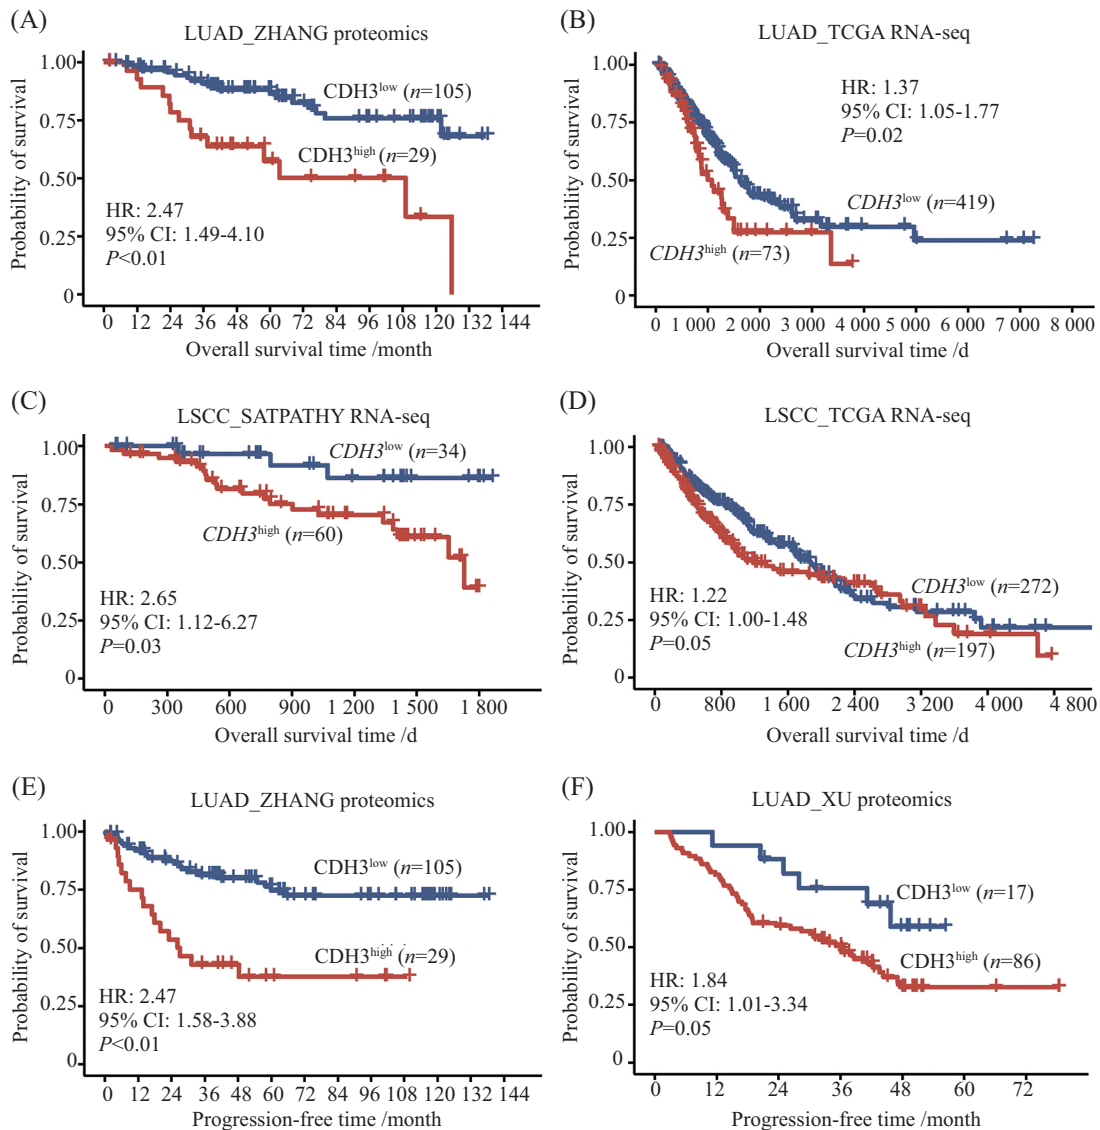 (A)
LUAD_ZHANG proteomics
Probability of survival
1.00
0.75
0.50
0.25
0
CDH3low (n=105)
CDH3high (n=29)
HR: 2.47
95% CI: 1.49-4.10
P<0.01
0 12 24 36 48 60 72 84 96 108 120 132 144
Overall survival time /month
(B)
LUAD_TCGA RNA-seq
Probability of survival
1.00
0.75
0.50
0.25
0
HR: 1.37
95% CI: 1.05-1.77
P=0.02
CDH3low (n=419)
CDH3high (n=73)
0 1 000 2 000 3 000 4 000 5 000 6 000 7 000 8 000
Overall survival time /d
(C)
LSCC_SATPATHY RNA-seq
Probability of survival
1.00
0.75
0.50
0.25
0
CDH3low (n=34)
CDH3high (n=60)
HR: 2.65
95% CI: 1.12-6.27
P=0.03
0 300 600 900 1 200 1 500 1 800
Overall survival time /d
(D)
LSCC_TCGA RNA-seq
Probability of survival
1.00
0.75
0.50
0.25
0
CDH3low (n=272)
CDH3high (n=197)
HR: 1.22
95% CI: 1.00-1.48
P=0.05
0 800 1 600 2 400 3 200 4 000 4 800
Overall survival time /d
(E)
LUAD_ZHANG proteomics
Probability of survival
1.00
0.75
0.50
0.25
0
CDH3low (n=105)
CDH3high (n=29)
HR: 2.47
95% CI: 1.58-3.88
P<0.01
0 12 24 36 48 60 72 84 96 108 120 132 144
Progression-free time /month
(F)
LUAD_XU proteomics
Probability of survival
1.00
0.75
0.50
0.25
0
CDH3low (n=17)
CDH3high (n=86)
HR: 1.84
95% CI: 1.01-3.34
P=0.05
0 12 24 36 48 60 72
Progression-free time /month